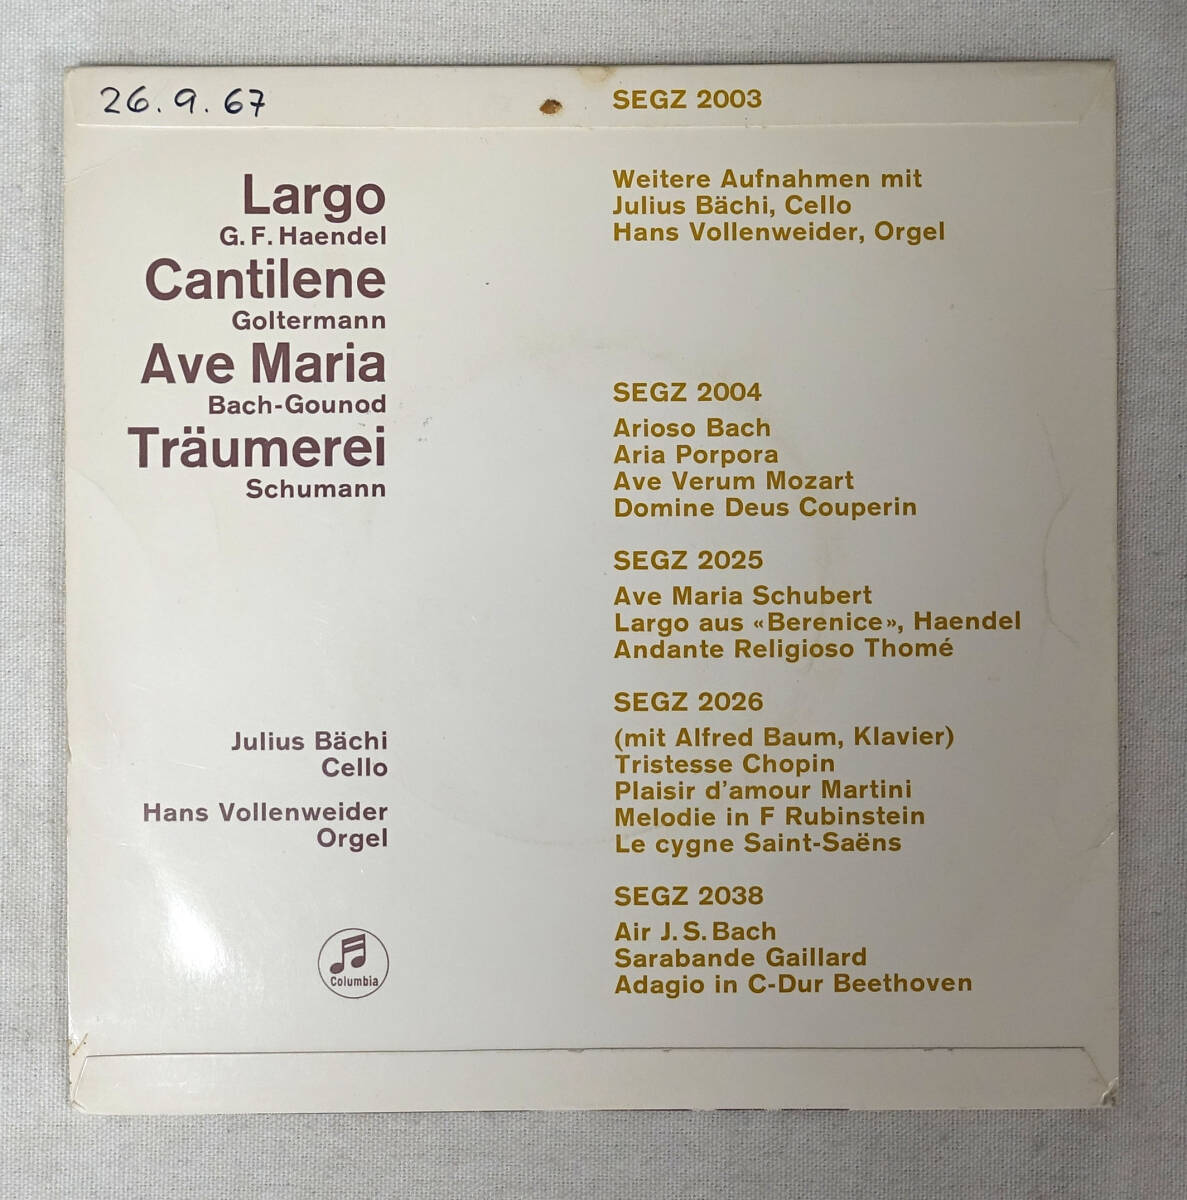 26.9.67
SEGZ 2003
Largo
G. F. Haendel
Cantilene
Goltermann
Ave Maria
Bach-Gounod
Träumerei
Schumann
Julius Bächi
Cello
Hans Vollenweider
Orgel
Columbia
Weitere Aufnahmen mit
Julius Bächi, Cello
Hans Vollenweider, Orgel
SEGZ 2004
Arioso Bach
Aria Porpora
Ave Verum Mozart
Domine Deus Couperin
SEGZ 2025
Ave Maria Schubert
Largo aus «Berenice», Haendel
Andante Religioso Thomé
SEGZ 2026
(mit Alfred Baum, Klavier)
Tristesse Chopin
Plaisir d'amour Martini
Melodie in F Rubinstein
Le cygne Saint-Saëns
SEGZ 2038
Air J. S. Bach
Sarabande Gaillard
Adagio in C-Dur Beethoven